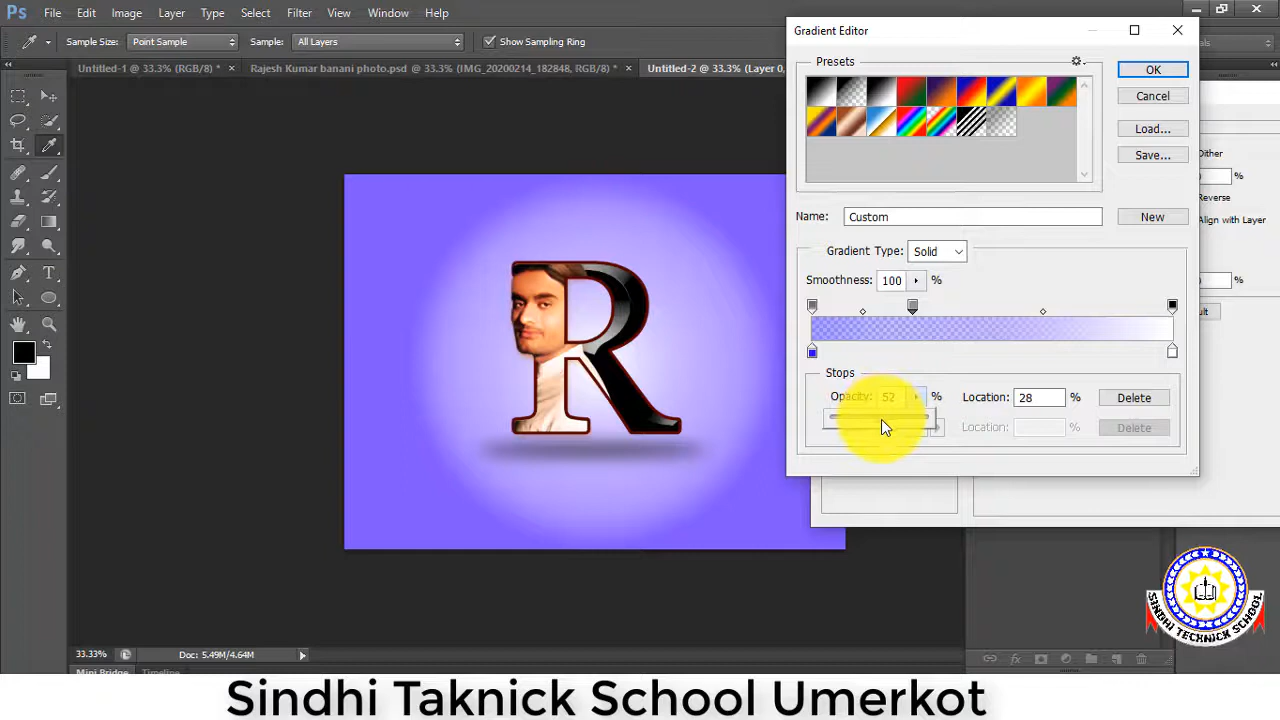 Ps File Edit Image Layer Type Select Filter View Window Help
Sample Size: Point Sample Sample: All Layers Show Sampling Ring
Untitled-1 @ 33.3% (RGB/8) * × Rajesh Kumar banani photo.psd @ 33.3% (IMG_20200214_182848, RGB/8) * × Untitled-2 @ 33.3% (Layer 0,
Gradient Editor
Presets
OK
Cancel
Load...
Save...
Name: Custom New
Gradient Type: Solid
Smoothness: 100 %
Stops
Opacity: 52 % Location: 28 % Delete
Location: % Delete
Dither
%
Reverse
Align with Layer
%
R
33.33% Doc: 5.49M/4.64M
Mini Bridge Timeline
fx
SINDHI TECHNICK SCHOOL
Sindhi Taknick School Umerkot